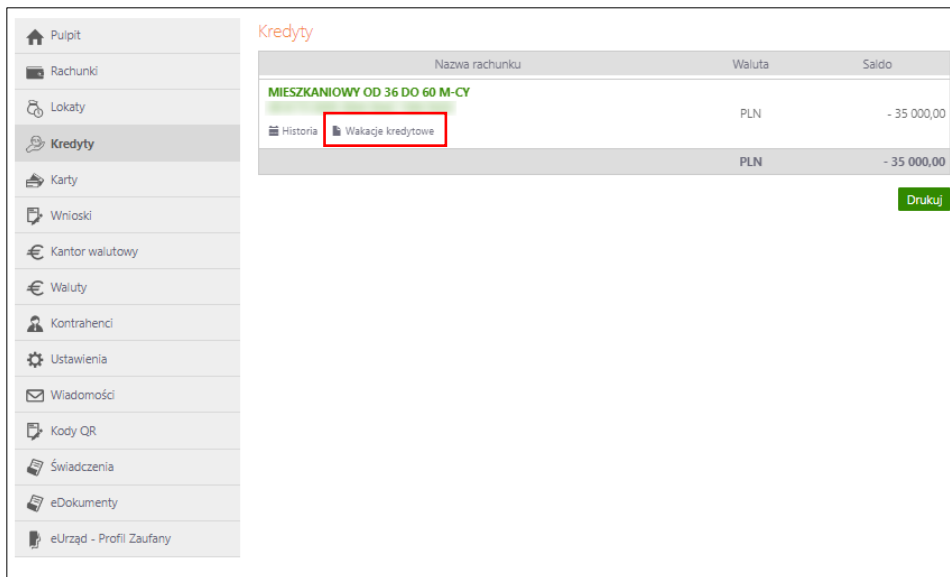 Pulpit
Rachunki
Lokaty
Kredyty
Karty
Wnioski
Kantor walutowy
Waluty
Kontrahenci
Ustawienia
Wiadomości
Kody QR
Świadczenia
eDokumenty
eUrząd - Profil Zaufany
Kredyty
Nazwa rachunku Waluta Saldo
MIESZKANIOWY OD 36 DO 60 M-CY
PLN - 35 000,00
Historia Wakacje kredytowe
PLN - 35 000,00
Drukuj